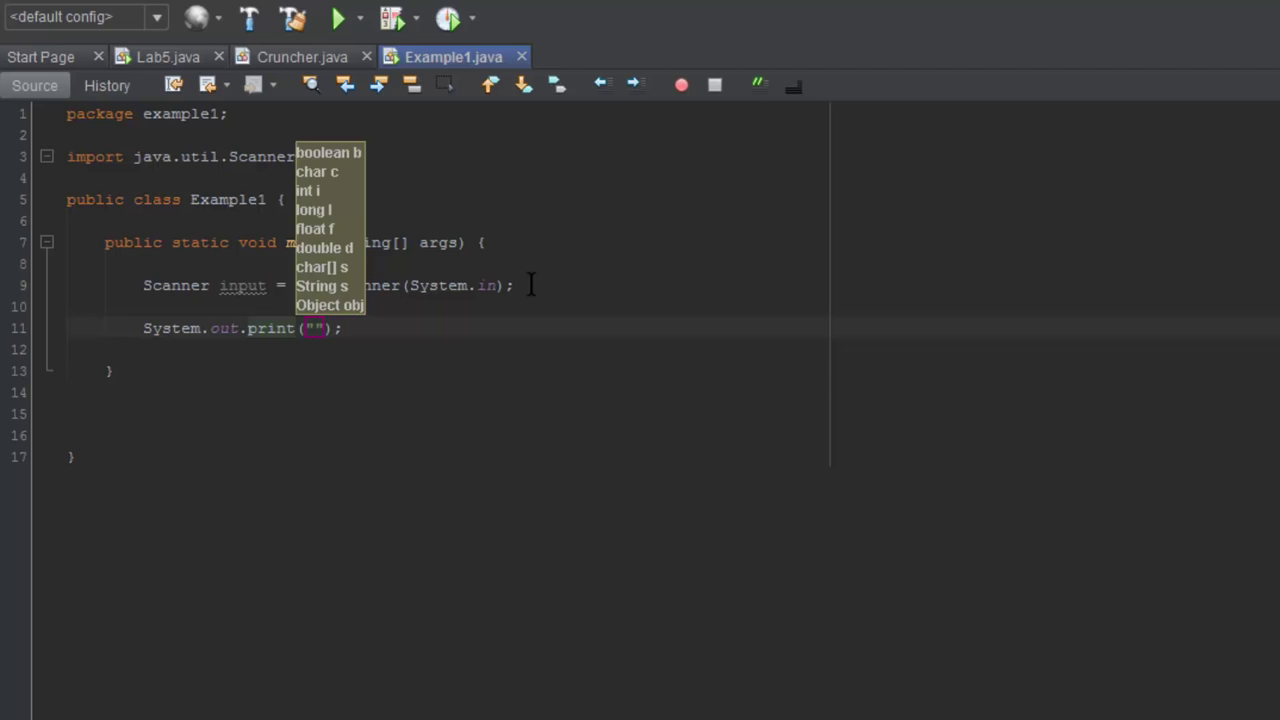 <default config>
Start Page Lab5.java Cruncher.java Example1.java
Source History
1 package example1;
2
3 import java.util.Scanner
4
5 public class Example1 {
6
7 public static void m ing[] args) {
8
9 Scanner input = nner(System.in);
10
11 System.out.print("");
12
13 }
14
15
16
17 }
boolean b
char c
int i
long l
float f
double d
char[] s
String s
Object obj